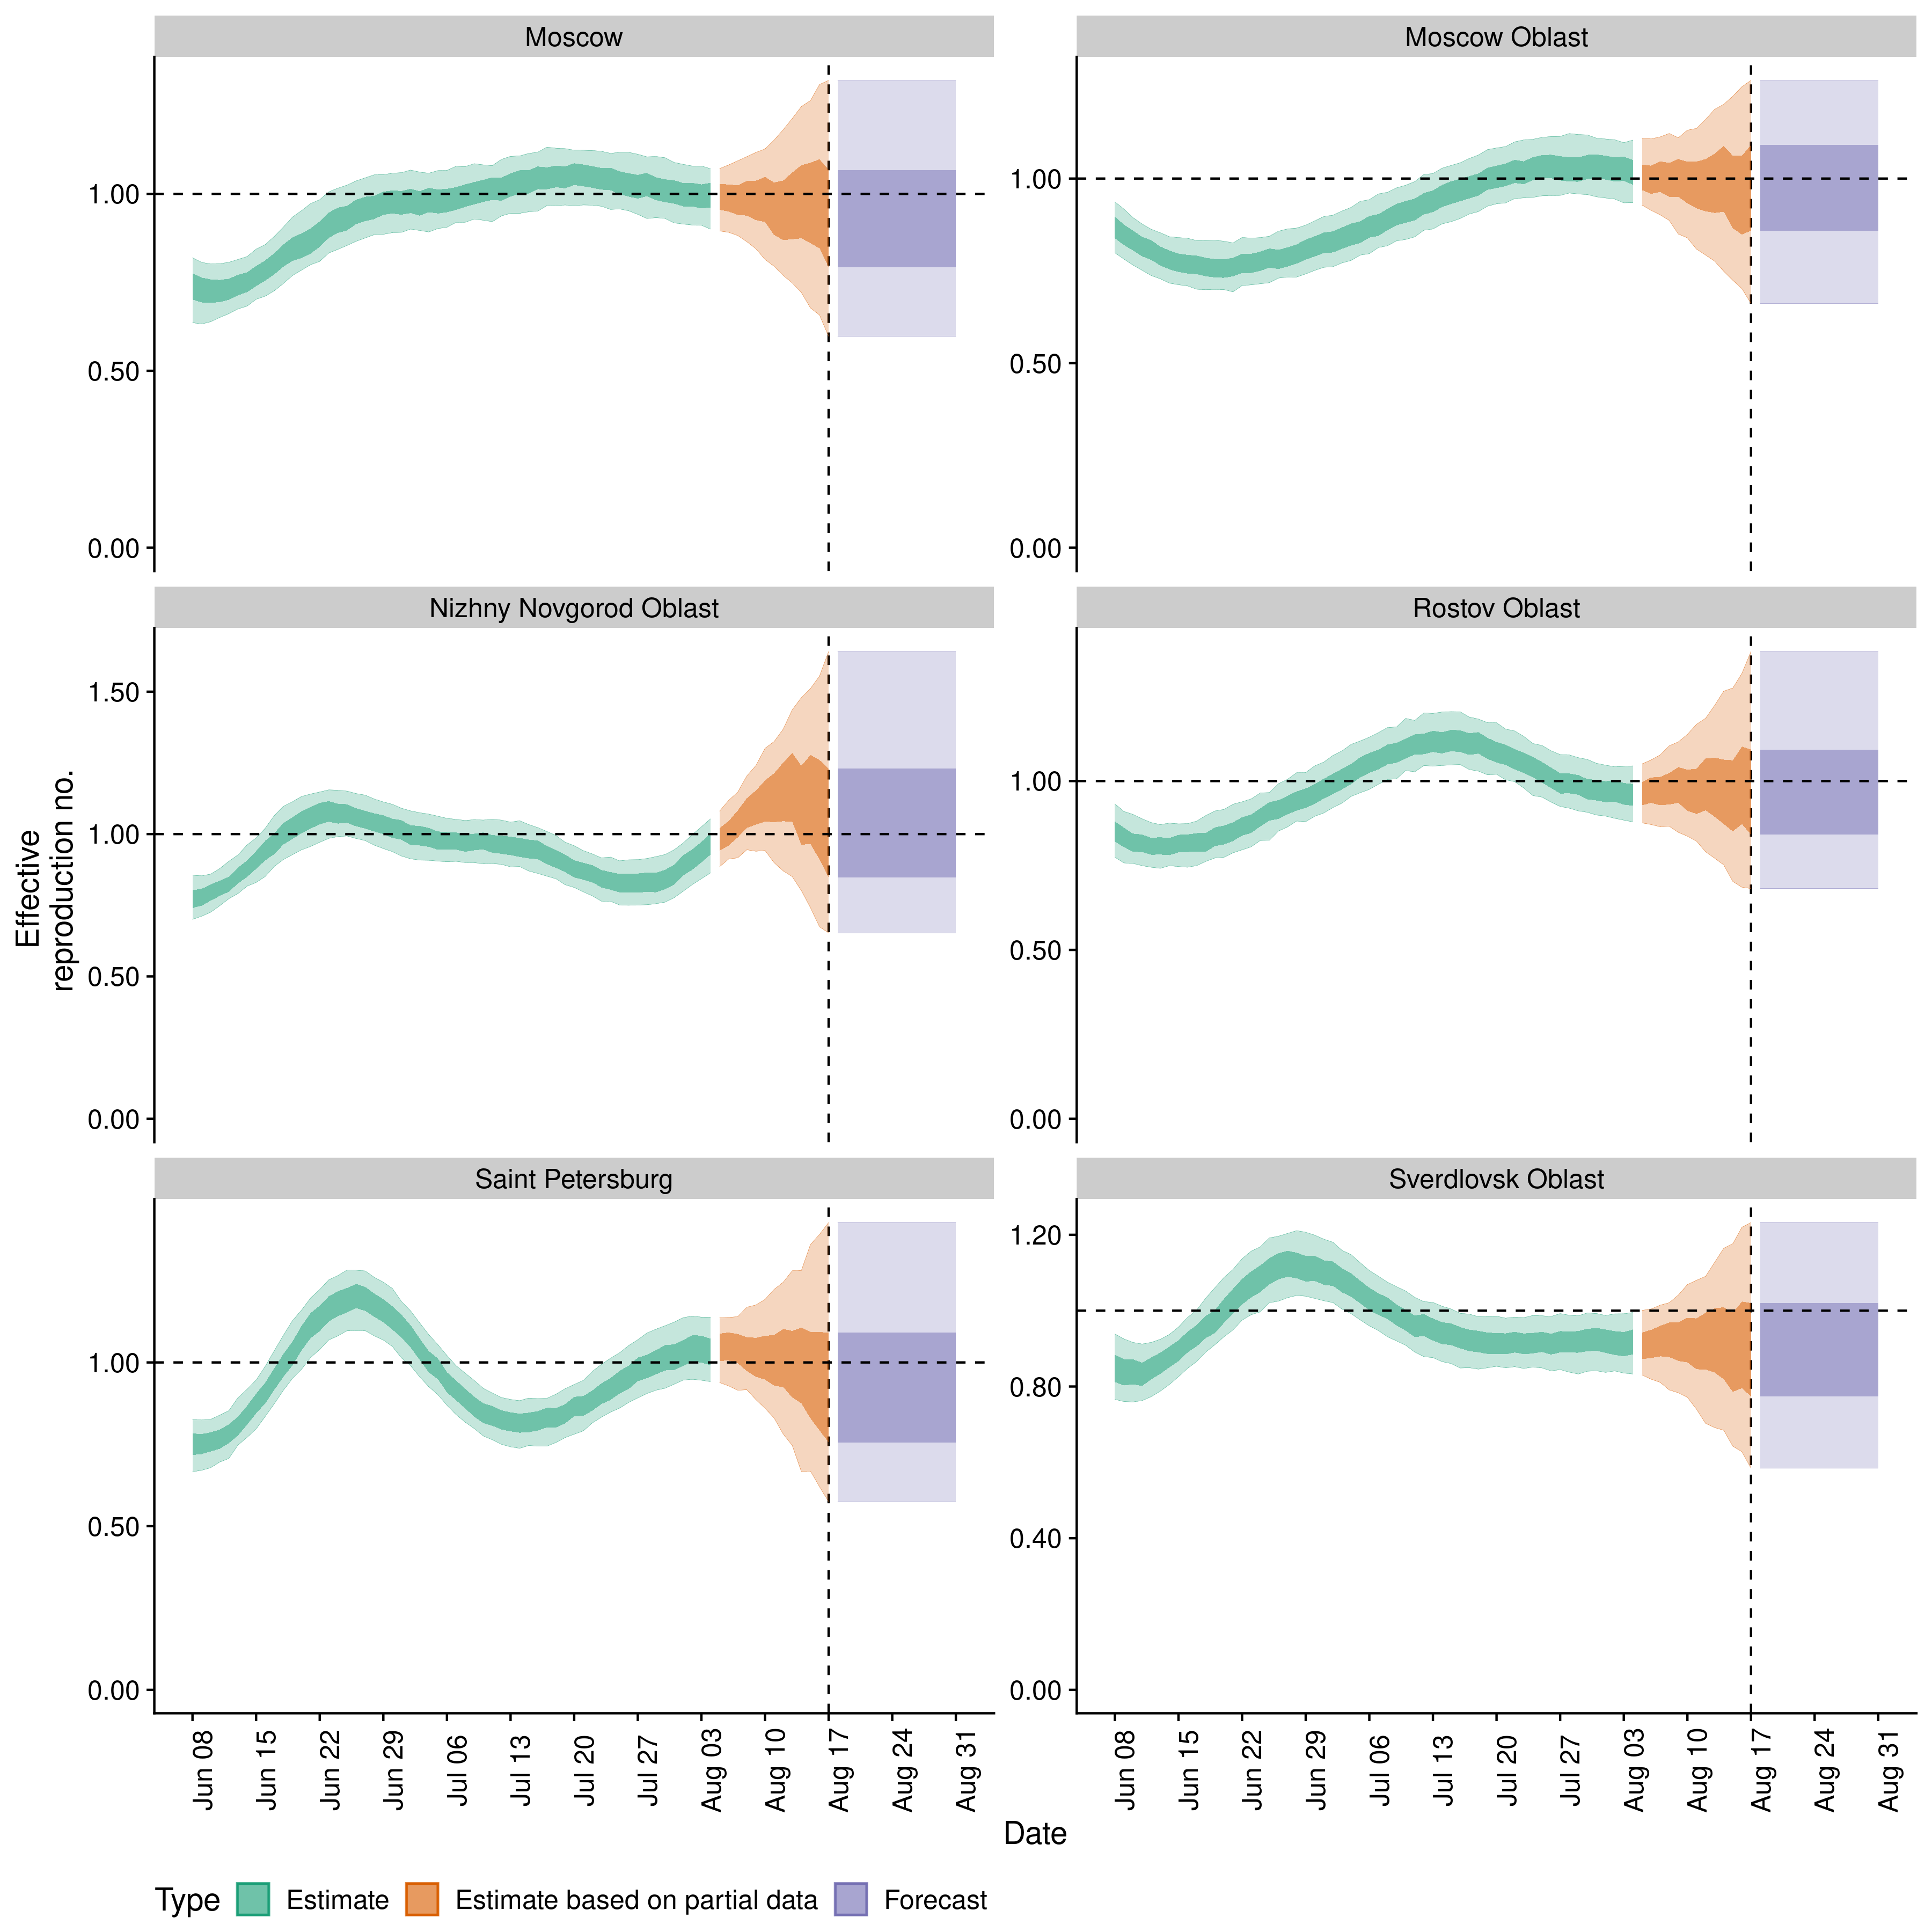 Moscow
Moscow Oblast
1.00
0.50
0.00
1.00
0.50
0.00
Nizhny Novgorod Oblast
Rostov Oblast
1.50
1.00
0.50
0.00
1.00
0.50
0.00
Saint Petersburg
Sverdlovsk Oblast
1.00
0.50
0.00
1.20
0.80
0.40
0.00
Effective
reproduction no.
Jun 08
Jun 15
Jun 22
Jun 29
Jul 06
Jul 13
Jul 20
Jul 27
Aug 03
Aug 10
Aug 17
Aug 24
Aug 31
Jun 08
Jun 15
Jun 22
Jun 29
Jul 06
Jul 13
Jul 20
Jul 27
Aug 03
Aug 10
Aug 17
Aug 24
Aug 31
Date
Type Estimate Estimate based on partial data Forecast